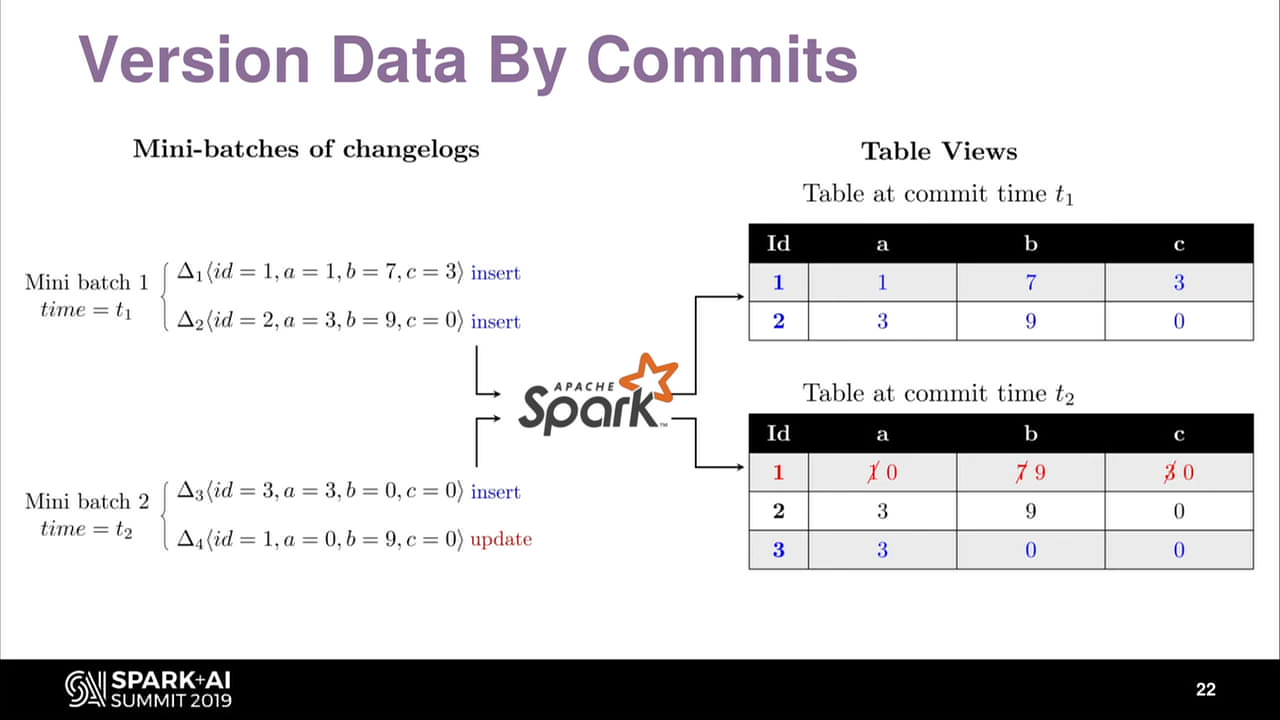 Version Data By Commits
Mini-batches of changelogs
Mini batch 1
time = t₁
Δ₁⟨id = 1, a = 1, b = 7, c = 3⟩ insert
Δ₂⟨id = 2, a = 3, b = 9, c = 0⟩ insert
APACHE
Spark™
Mini batch 2
time = t₂
Δ₃⟨id = 3, a = 3, b = 0, c = 0⟩ insert
Δ₄⟨id = 1, a = 0, b = 9, c = 0⟩ update
Table Views
Table at commit time t₁
Id a b c
1 1 7 3
2 3 9 0
Table at commit time t₂
Id a b c
1 1 0 7 9 3 0
2 3 9 0
3 3 0 0
SPARK+AI
SUMMIT 2019
22